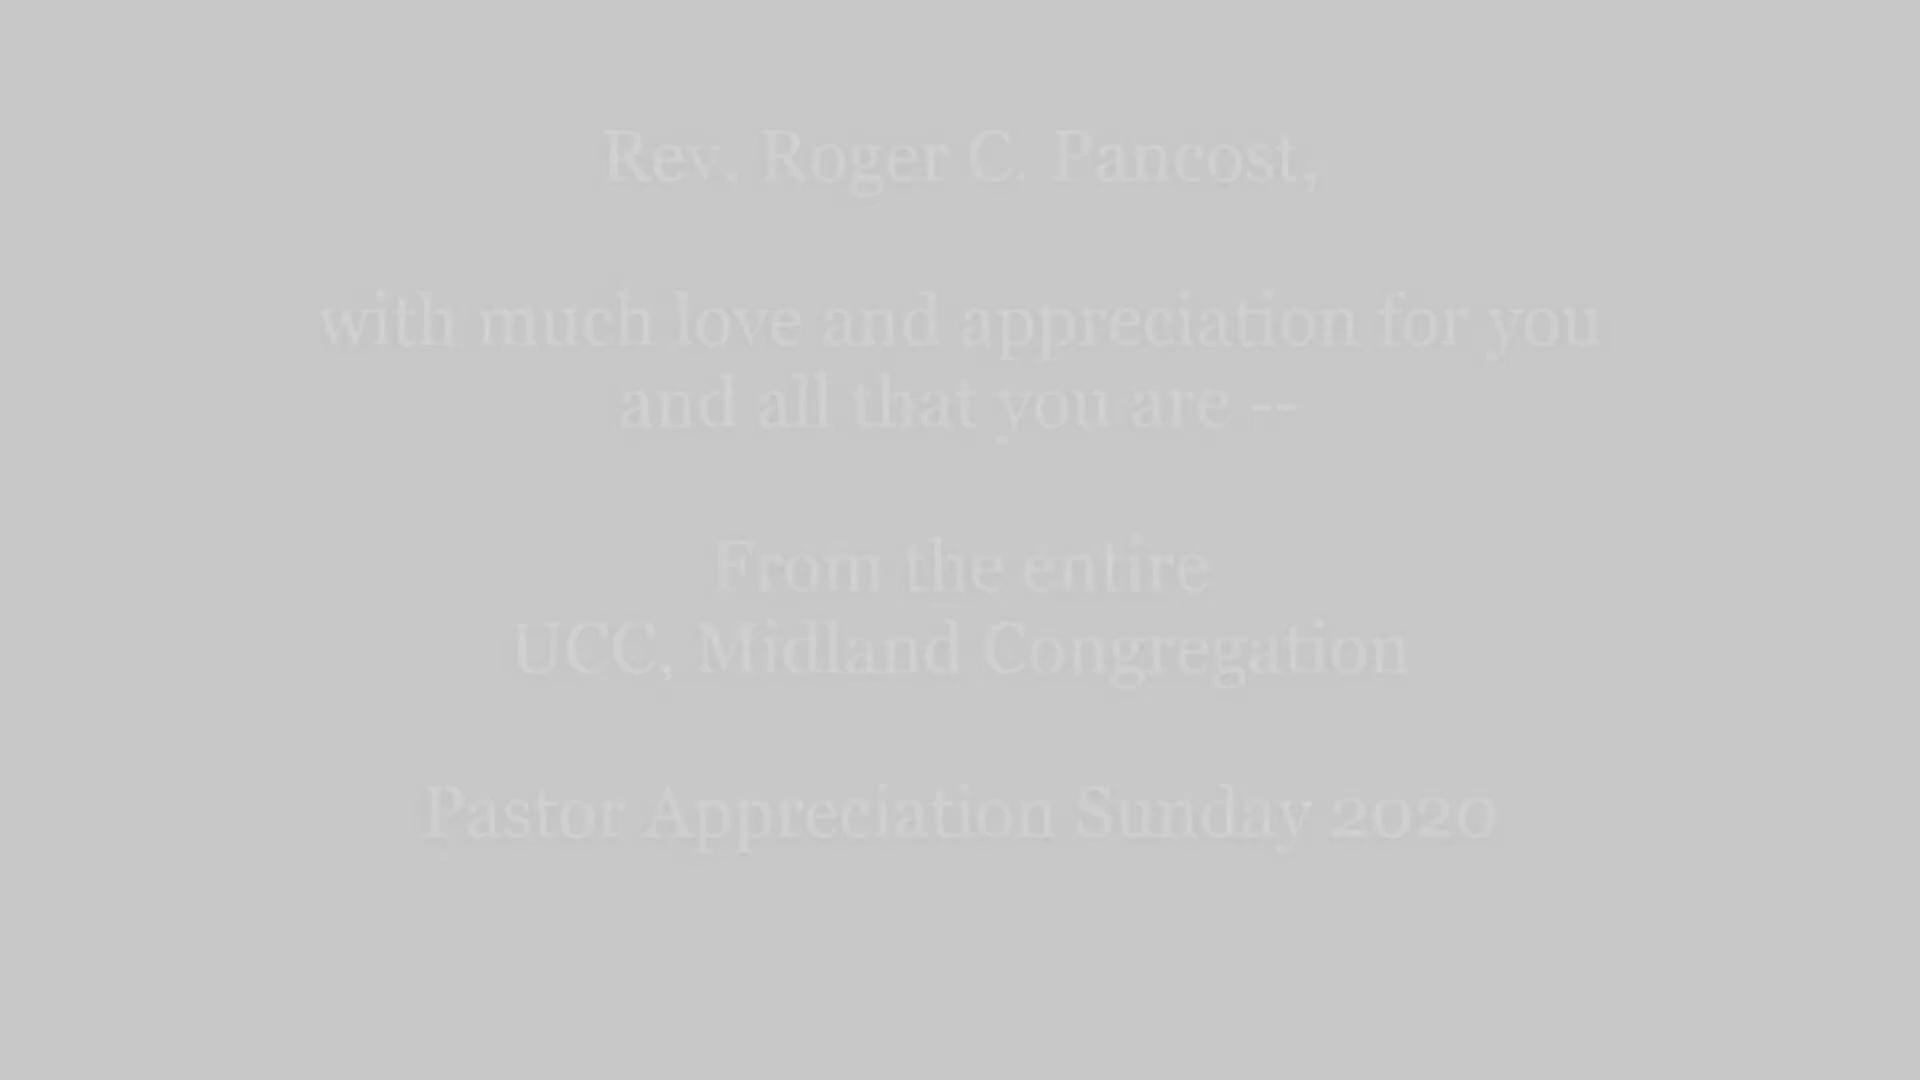 Rev. Roger C. Pancost,
with much love and appreciation for you
and all that you are --
From the entire
UCC, Midland Congregation
Pastor Appreciation Sunday 2020